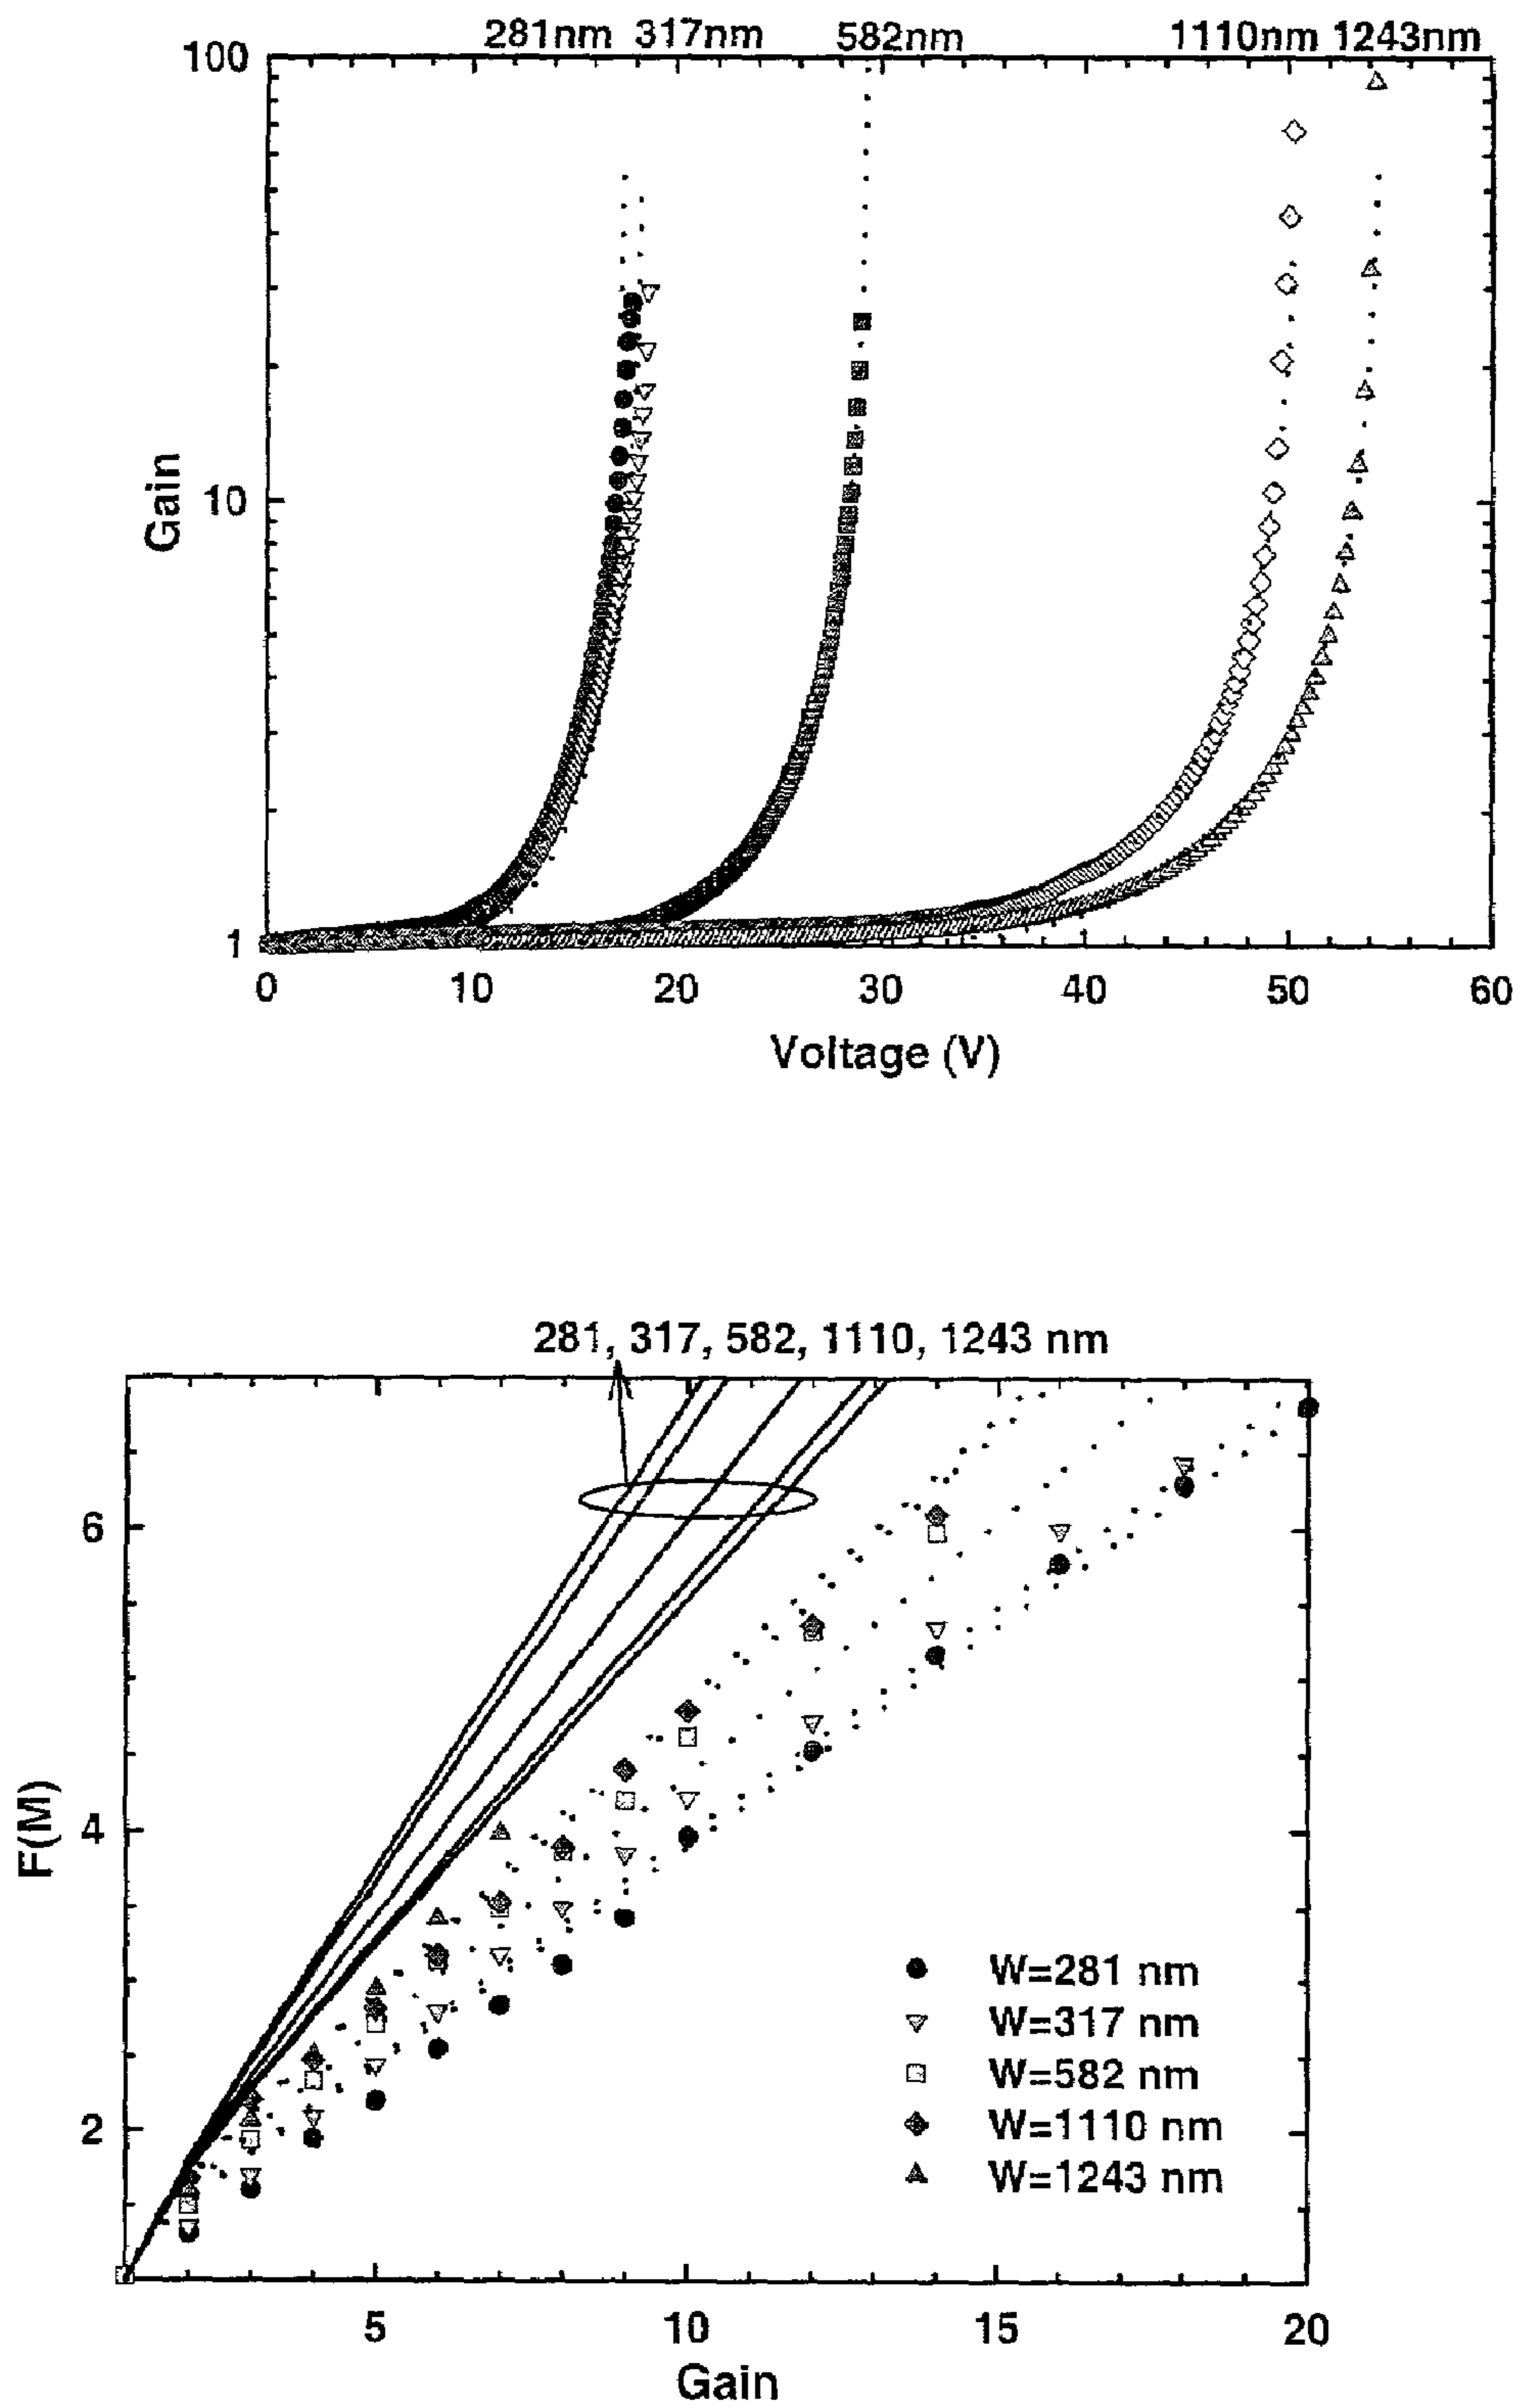 281nm 317nm 582nm 1110nm 1243nm
100
10
1
Gain
0 10 20 30 40 50 60
Voltage (V)
281, 317, 582, 1110, 1243 nm
6
4
2
F(M)
W=281 nm
W=317 nm
W=582 nm
W=1110 nm
W=1243 nm
5 10 15 20
Gain